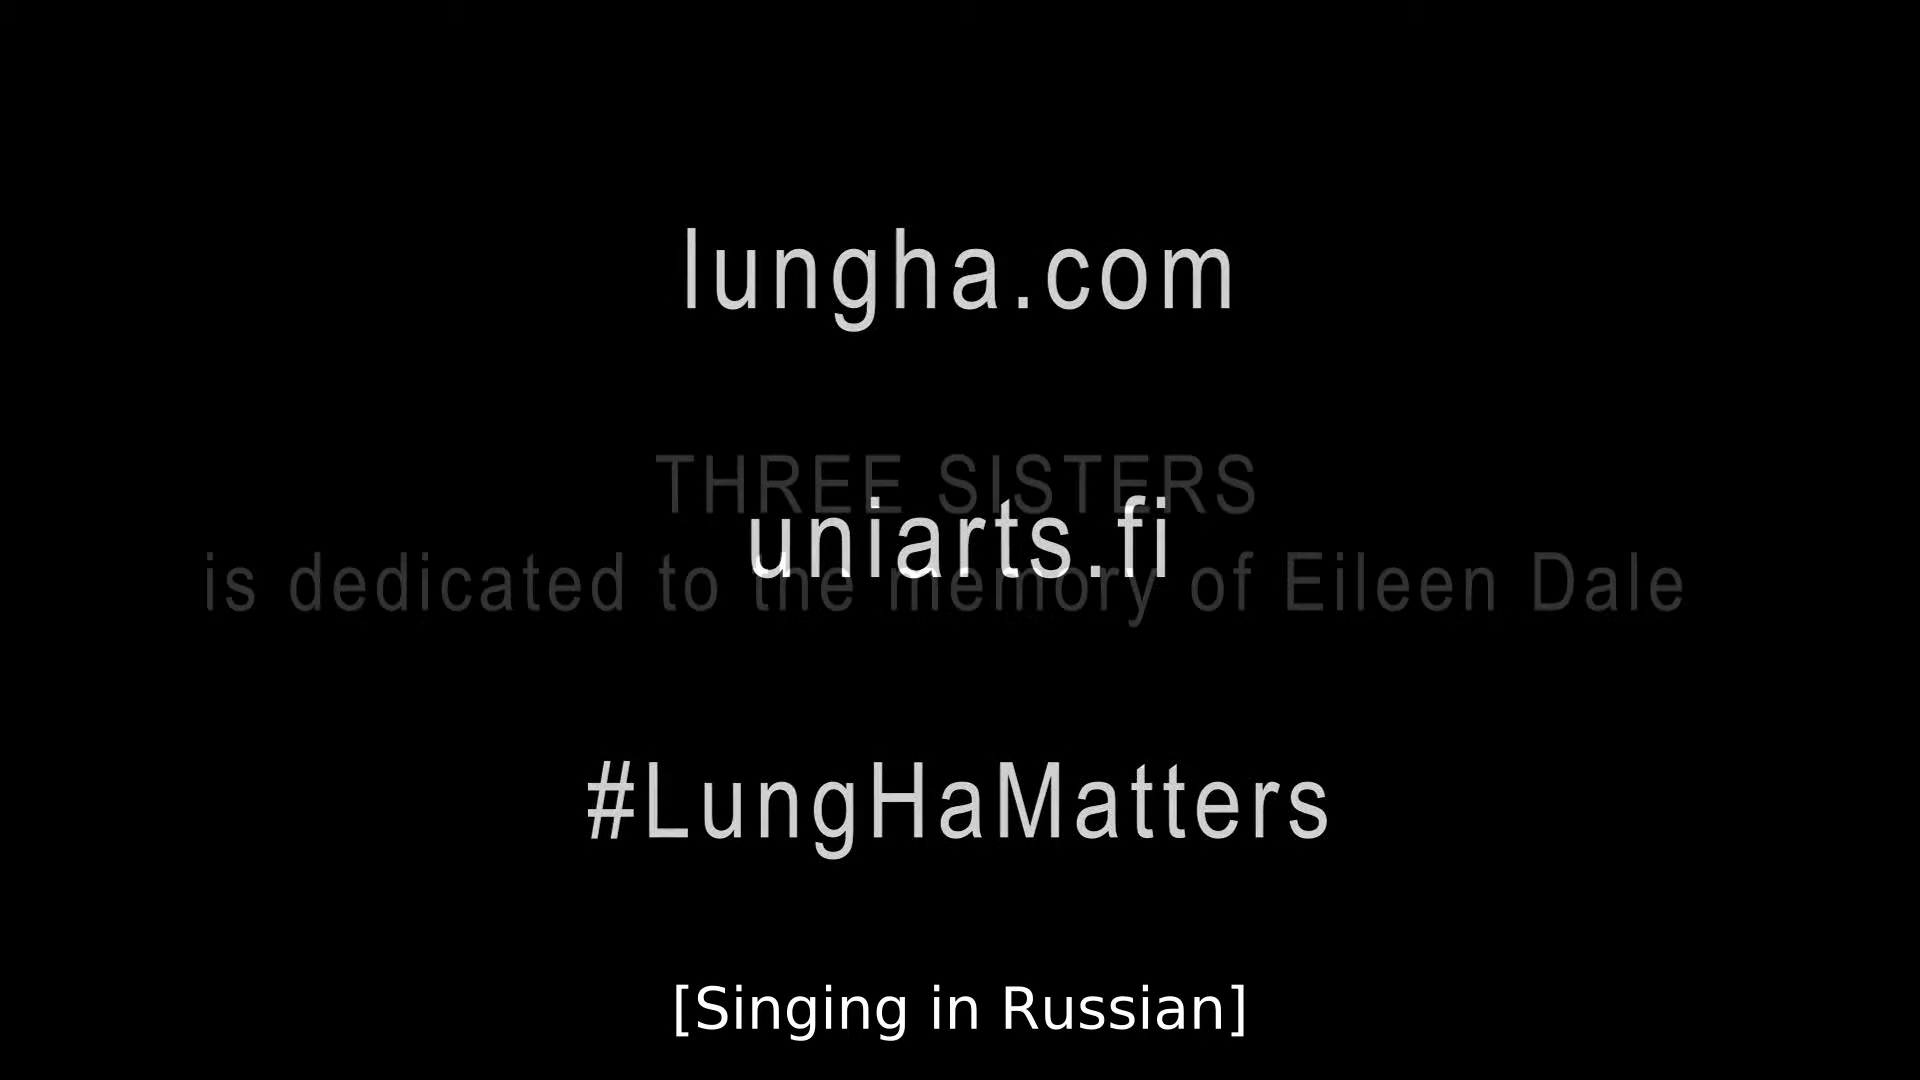 lungha.com
THREE SISTERS
uniarts.fi
is dedicated to the memory of Eileen Dale
#LungHaMatters
[Singing in Russian]